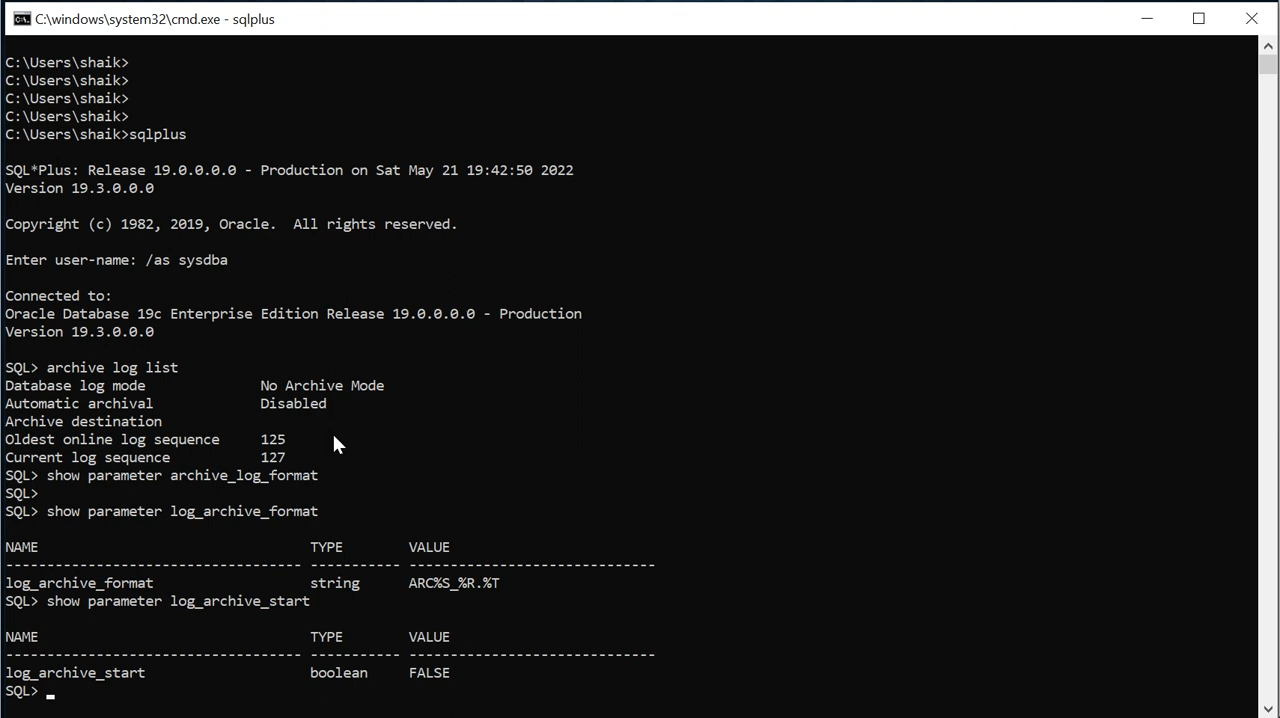 C:\windows\system32\cmd.exe - sqlplus
C:\Users\shaik>
C:\Users\shaik>
C:\Users\shaik>
C:\Users\shaik>
C:\Users\shaik>sqlplus
SQL*Plus: Release 19.0.0.0.0 - Production on Sat May 21 19:42:50 2022
Version 19.3.0.0.0
Copyright (c) 1982, 2019, Oracle.  All rights reserved.
Enter user-name: /as sysdba
Connected to:
Oracle Database 19c Enterprise Edition Release 19.0.0.0.0 - Production
Version 19.3.0.0.0
SQL> archive log list
Database log mode              No Archive Mode
Automatic archival             Disabled
Archive destination
Oldest online log sequence     125
Current log sequence           127
SQL> show parameter archive_log_format
SQL>
SQL> show parameter log_archive_format
NAME                                 TYPE        VALUE
------------------------------------ ----------- ------------------------------
log_archive_format                   string      ARC%S_%R.%T
SQL> show parameter log_archive_start
NAME                                 TYPE        VALUE
------------------------------------ ----------- ------------------------------
log_archive_start                    boolean     FALSE
SQL>